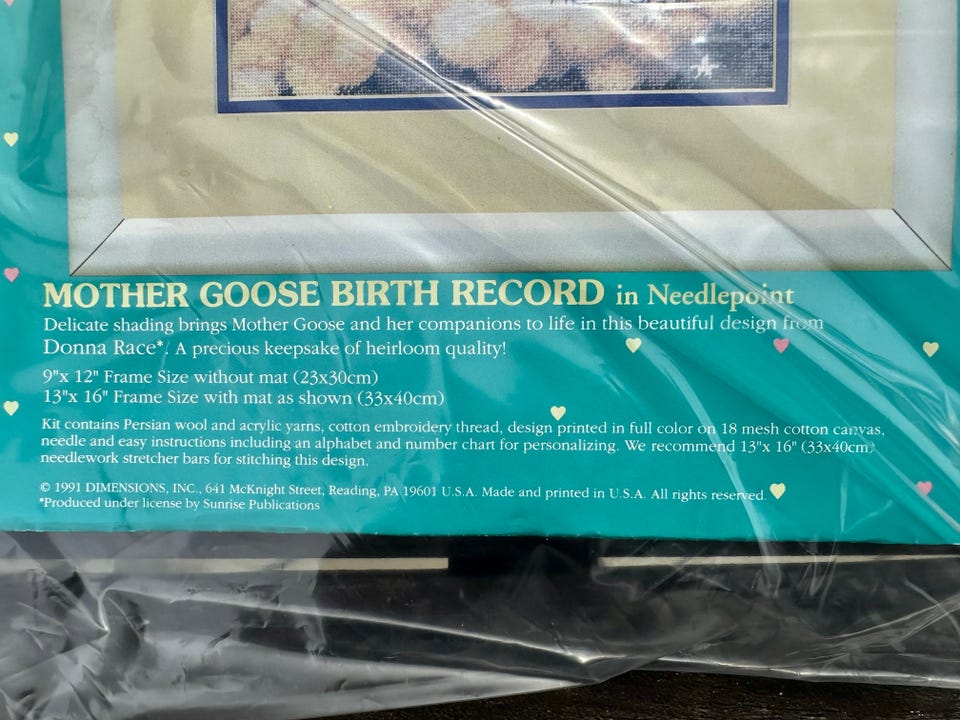 MOTHER GOOSE BIRTH RECORD in Needlepoint
Delicate shading brings Mother Goose and her companions to life in this beautiful design from
Donna Race*. A precious keepsake of heirloom quality!
9"x 12" Frame Size without mat (23x30cm)
13"x 16" Frame Size with mat as shown (33x40cm)
Kit contains Persian wool and acrylic yarns, cotton embroidery thread, design printed in full color on 18 mesh cotton canvas,
needle and easy instructions including an alphabet and number chart for personalizing. We recommend 13"x 16" (33x40cm)
needlework stretcher bars for stitching this design.
© 1991 DIMENSIONS, INC., 641 McKnight Street, Reading, PA 19601 U.S.A. Made and printed in U.S.A. All rights reserved.
*Produced under license by Sunrise Publications